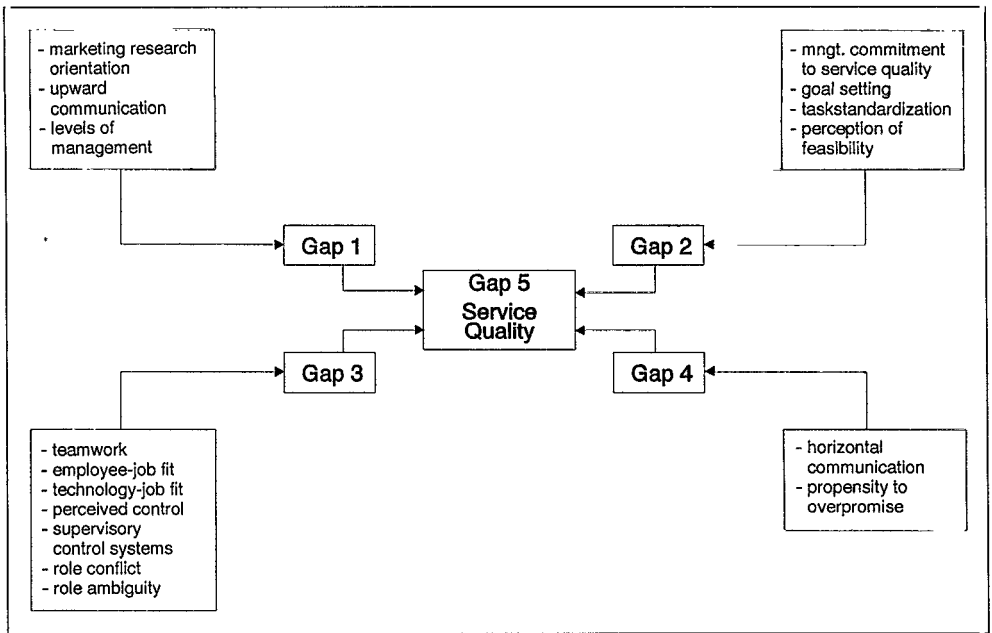 - marketing research
orientation
- upward
communication
- levels of
management
- mngt. commitment
to service quality
- goal setting
- taskstandardization
- perception of
feasibility
Gap 1
Gap 2
Gap 5
Service
Quality
Gap 3
Gap 4
- teamwork
- employee-job fit
- technology-job fit
- perceived control
- supervisory
control systems
- role conflict
- role ambiguity
- horizontal
communication
- propensity to
overpromise